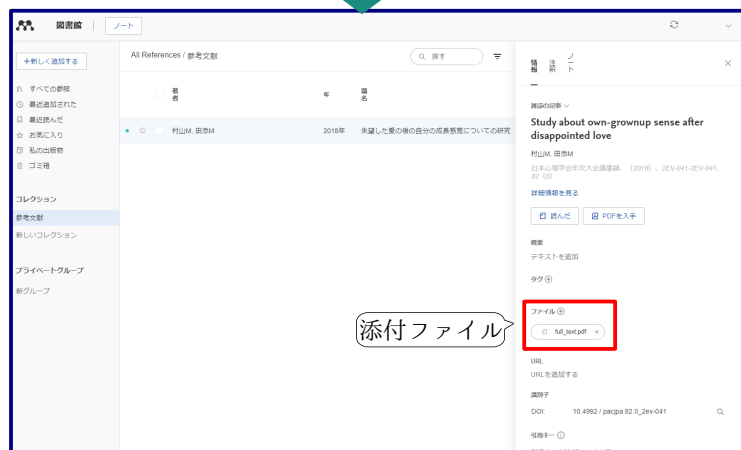 図書館
ノート
+新しく追加する
すべての参照
最近追加された
最近読んだ
お気に入り
私の出版物
ゴミ箱
コレクション
参考文献
新しいコレクション
プライベートグループ
新グループ
All References / 参考文献
探す
著者
年
題名
村山M, 田添M
2018年
失望した愛の後の自分の成長感覚についての研究
情報
注釈
ノート
雑誌の記事
Study about own-grownup sense after
disappointed love
村山M, 田添M
日本心理学会年次大会議事録、（2018）、2EV-041-2EV-041、
82（0）
詳細情報を見る
読んだ
PDFを入手
概要
テキストを追加
タグ
ファイル
full_text.pdf ×
添付ファイル
URL
URLを追加する
識別子
DOI:
10.4992 / pacjpa.82.0_2ev-041
引用キー